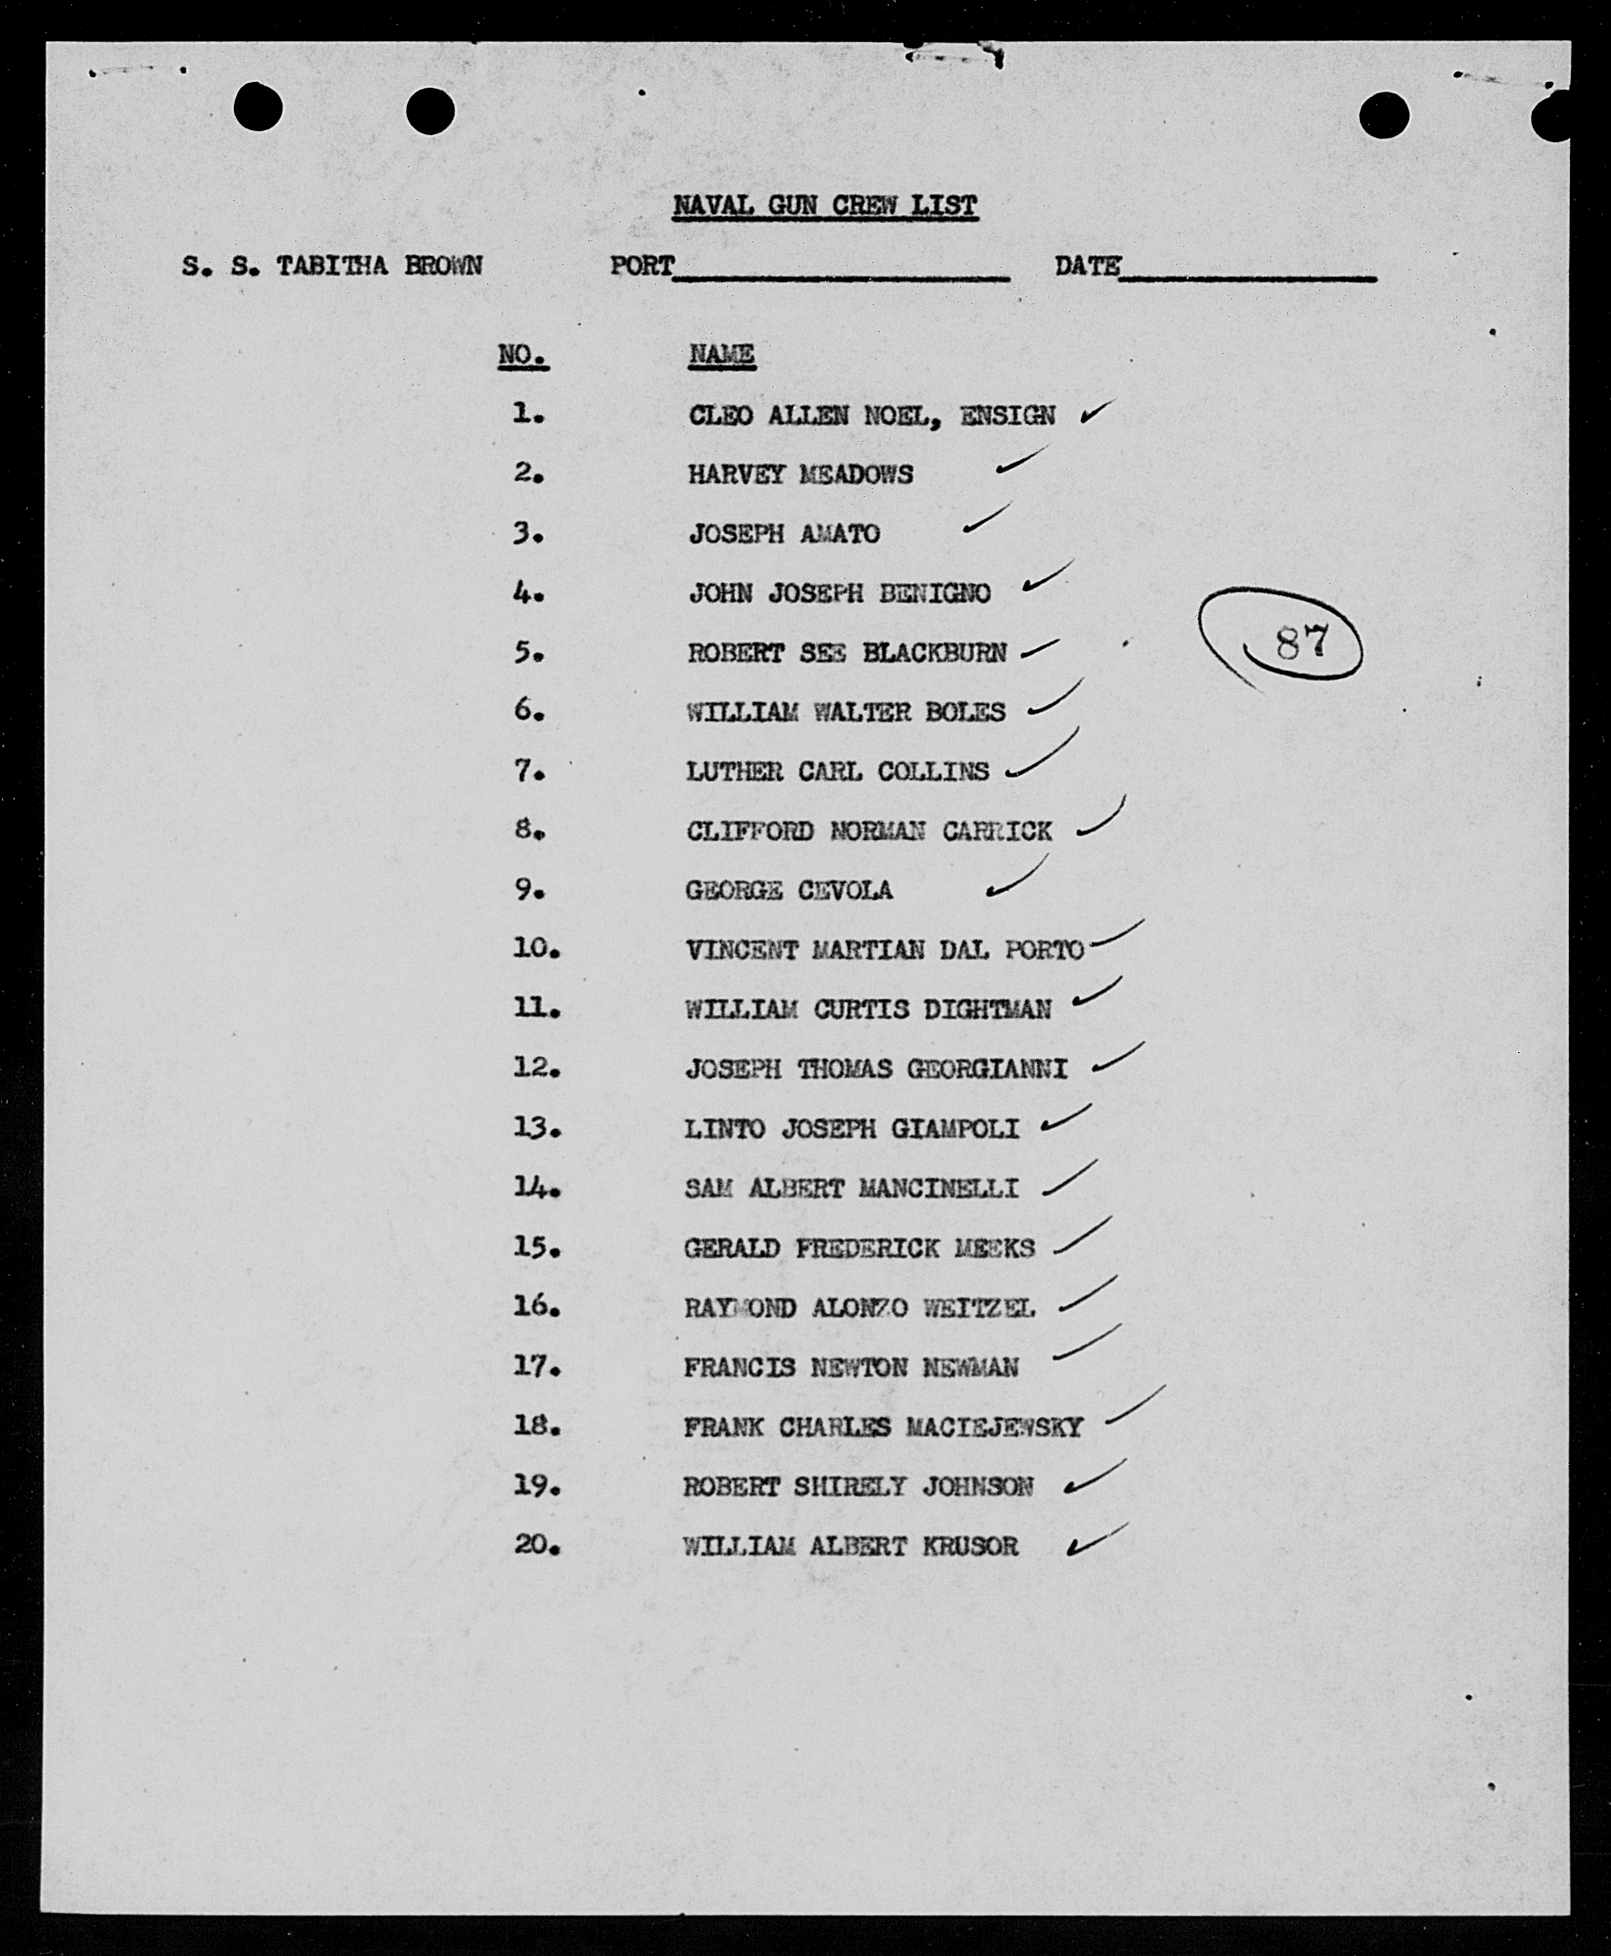 NAVAL GUN CREW LIST
S. S. TABITHA BROWN PORT____________________ DATE________________
NO. NAME
1. CLEO ALLEN NOEL, ENSIGN ✓
2. HARVEY MEADOWS ✓
3. JOSEPH AMATO ✓
4. JOHN JOSEPH BENIGNO ✓
5. ROBERT SEE BLACKBURN ✓
87
6. WILLIAM WALTER BOLES ✓
7. LUTHER CARL COLLINS ✓
8. CLIFFORD NORMAN CARRICK ✓
9. GEORGE CEVOLA ✓
10. VINCENT MARTIAN DAL PORTO ✓
11. WILLIAM CURTIS DIGHTMAN ✓
12. JOSEPH THOMAS GEORGIANNI ✓
13. LINTO JOSEPH GIAMPOLI ✓
14. SAM ALBERT MANCINELLI ✓
15. GERALD FREDERICK MEEKS ✓
16. RAYMOND ALONZO WEITZEL ✓
17. FRANCIS NEWTON NEWMAN ✓
18. FRANK CHARLES MACIEJEWSKY ✓
19. ROBERT SHIRELY JOHNSON ✓
20. WILLIAM ALBERT KRUSOR ✓